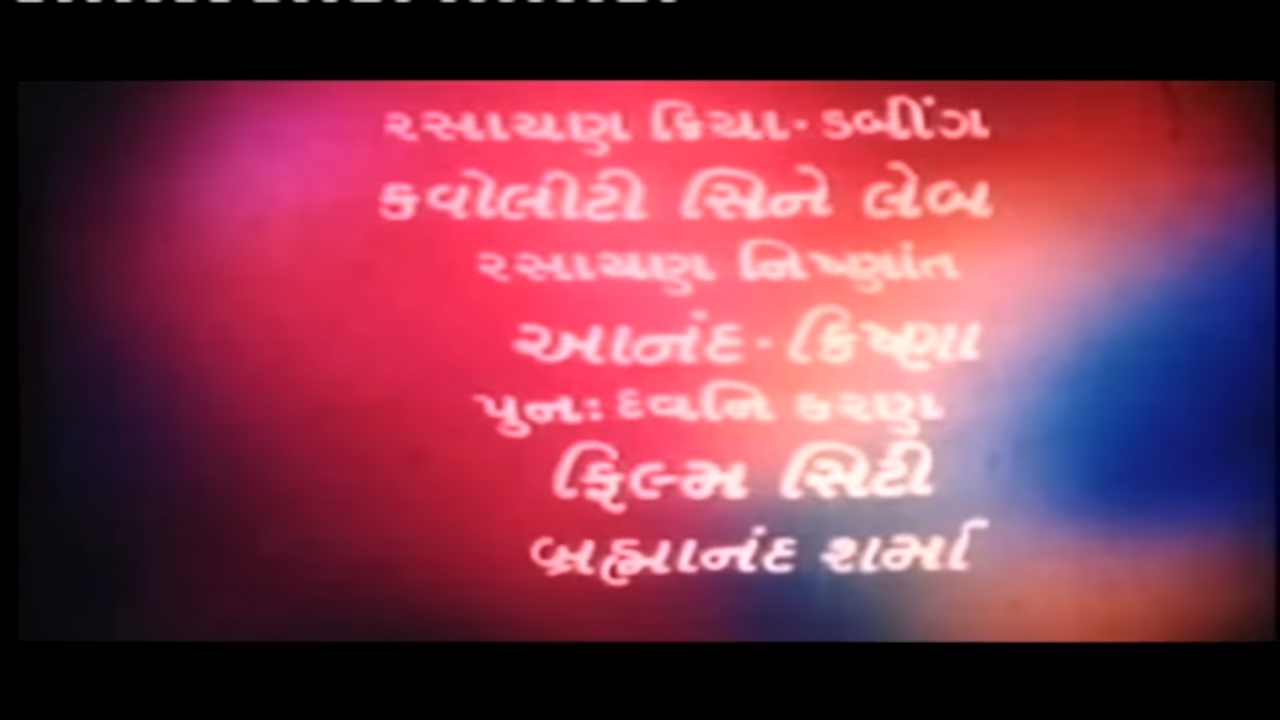 રસાયણ ક્રિયા· ડબીંગ
કવોલીટી સિને લેબ
રસાયણ નિષ્ણાંત
આનંદ· ક્રિષ્ણા
પુનઃ ધ્વનિ કરણ
ફિલ્મ સિટી
બ્રહ્માનંદ શર્મા